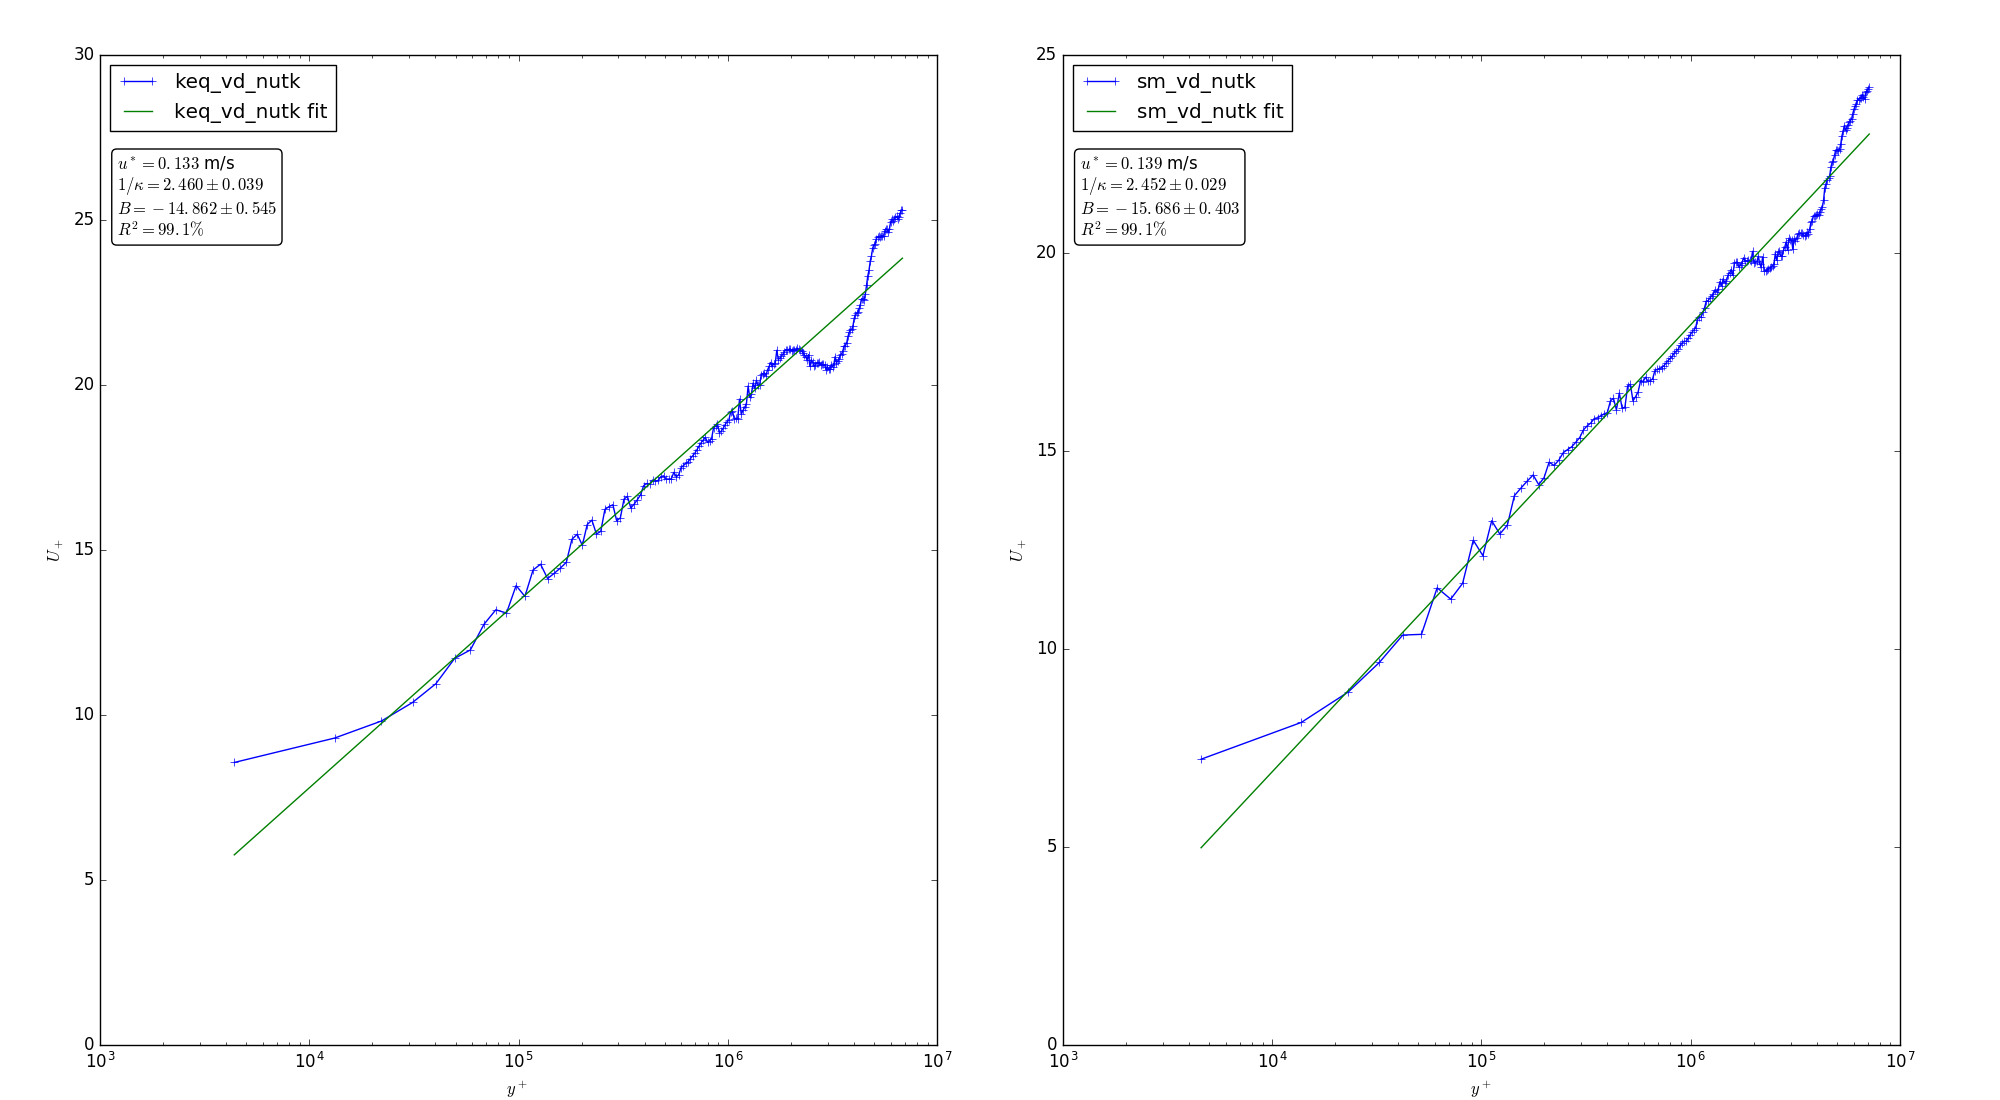 30
25
20
15
10
5
0
10³ 10⁴ 10⁵ 10⁶ 10⁷
U₊
y⁺
keq_vd_nutk
keq_vd_nutk fit
u* = 0.133 m/s
1/κ = 2.460 ± 0.039
B = −14.862 ± 0.545
R² = 99.1%
25
20
15
10
5
0
10³ 10⁴ 10⁵ 10⁶ 10⁷
U₊
y⁺
sm_vd_nutk
sm_vd_nutk fit
u* = 0.139 m/s
1/κ = 2.452 ± 0.029
B = −15.686 ± 0.403
R² = 99.1%